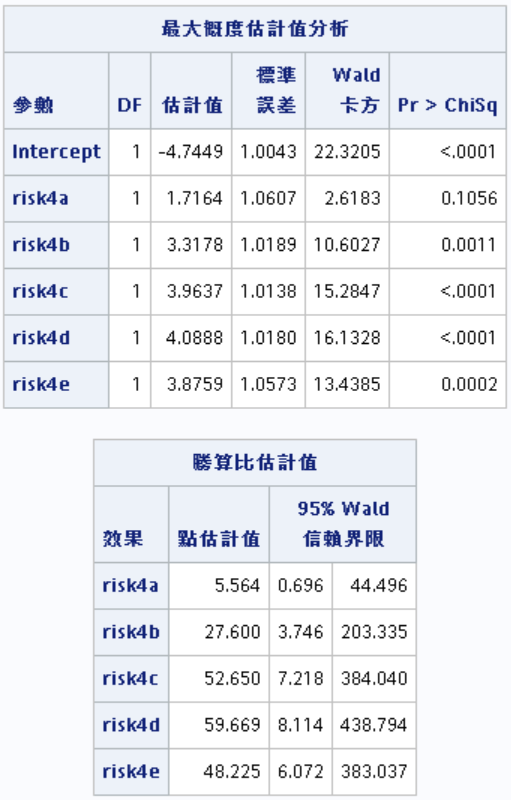 最大概度估計值分析
參數 DF 估計值 標準誤差 Wald 卡方 Pr > ChiSq
Intercept 1 -4.7449 1.0043 22.3205 <.0001
risk4a 1 1.7164 1.0607 2.6183 0.1056
risk4b 1 3.3178 1.0189 10.6027 0.0011
risk4c 1 3.9637 1.0138 15.2847 <.0001
risk4d 1 4.0888 1.0180 16.1328 <.0001
risk4e 1 3.8759 1.0573 13.4385 0.0002
勝算比估計值
效果 點估計值 95% Wald 信賴界限
risk4a 5.564 0.696 44.496
risk4b 27.600 3.746 203.335
risk4c 52.650 7.218 384.040
risk4d 59.669 8.114 438.794
risk4e 48.225 6.072 383.037